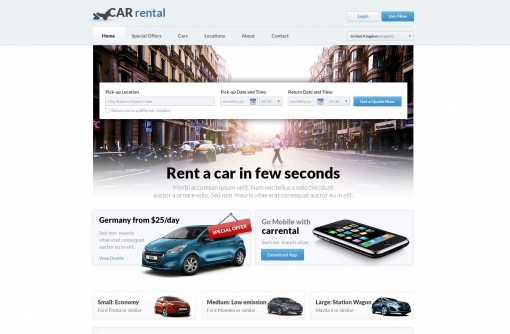 CAR rental
Login
Join Now
Home
Special Offers
Cars
Locations
About
Contact
United Kingdom (English)
Pick-up Location
Pick-up Date and Time:
Return Date and Time:
City, Station, Airport Code
mm/dd/yyyy
mm/dd/yyyy
Get a Quote Now
Return car to a different location
Rent a car in few seconds
Morbi accumsan ipsum velit. Nam nec tellus a odio tincidunt
auctor a ornare odio. Sed non mauris vitae erat consequat auctor eu in elit.
Germany from $25/day
Sed non mauris
vitae erat consequat
auctor eu in elit.
View Details
SPECIAL OFFER
Go Mobile with
carrental
Sed non mauris vitae
Download App
Small: Economy
Ford Fiesta or similar
Medium: Low emission
Ford Mondeo or similar
Large: Station Wagon
Mazda 6 or similar